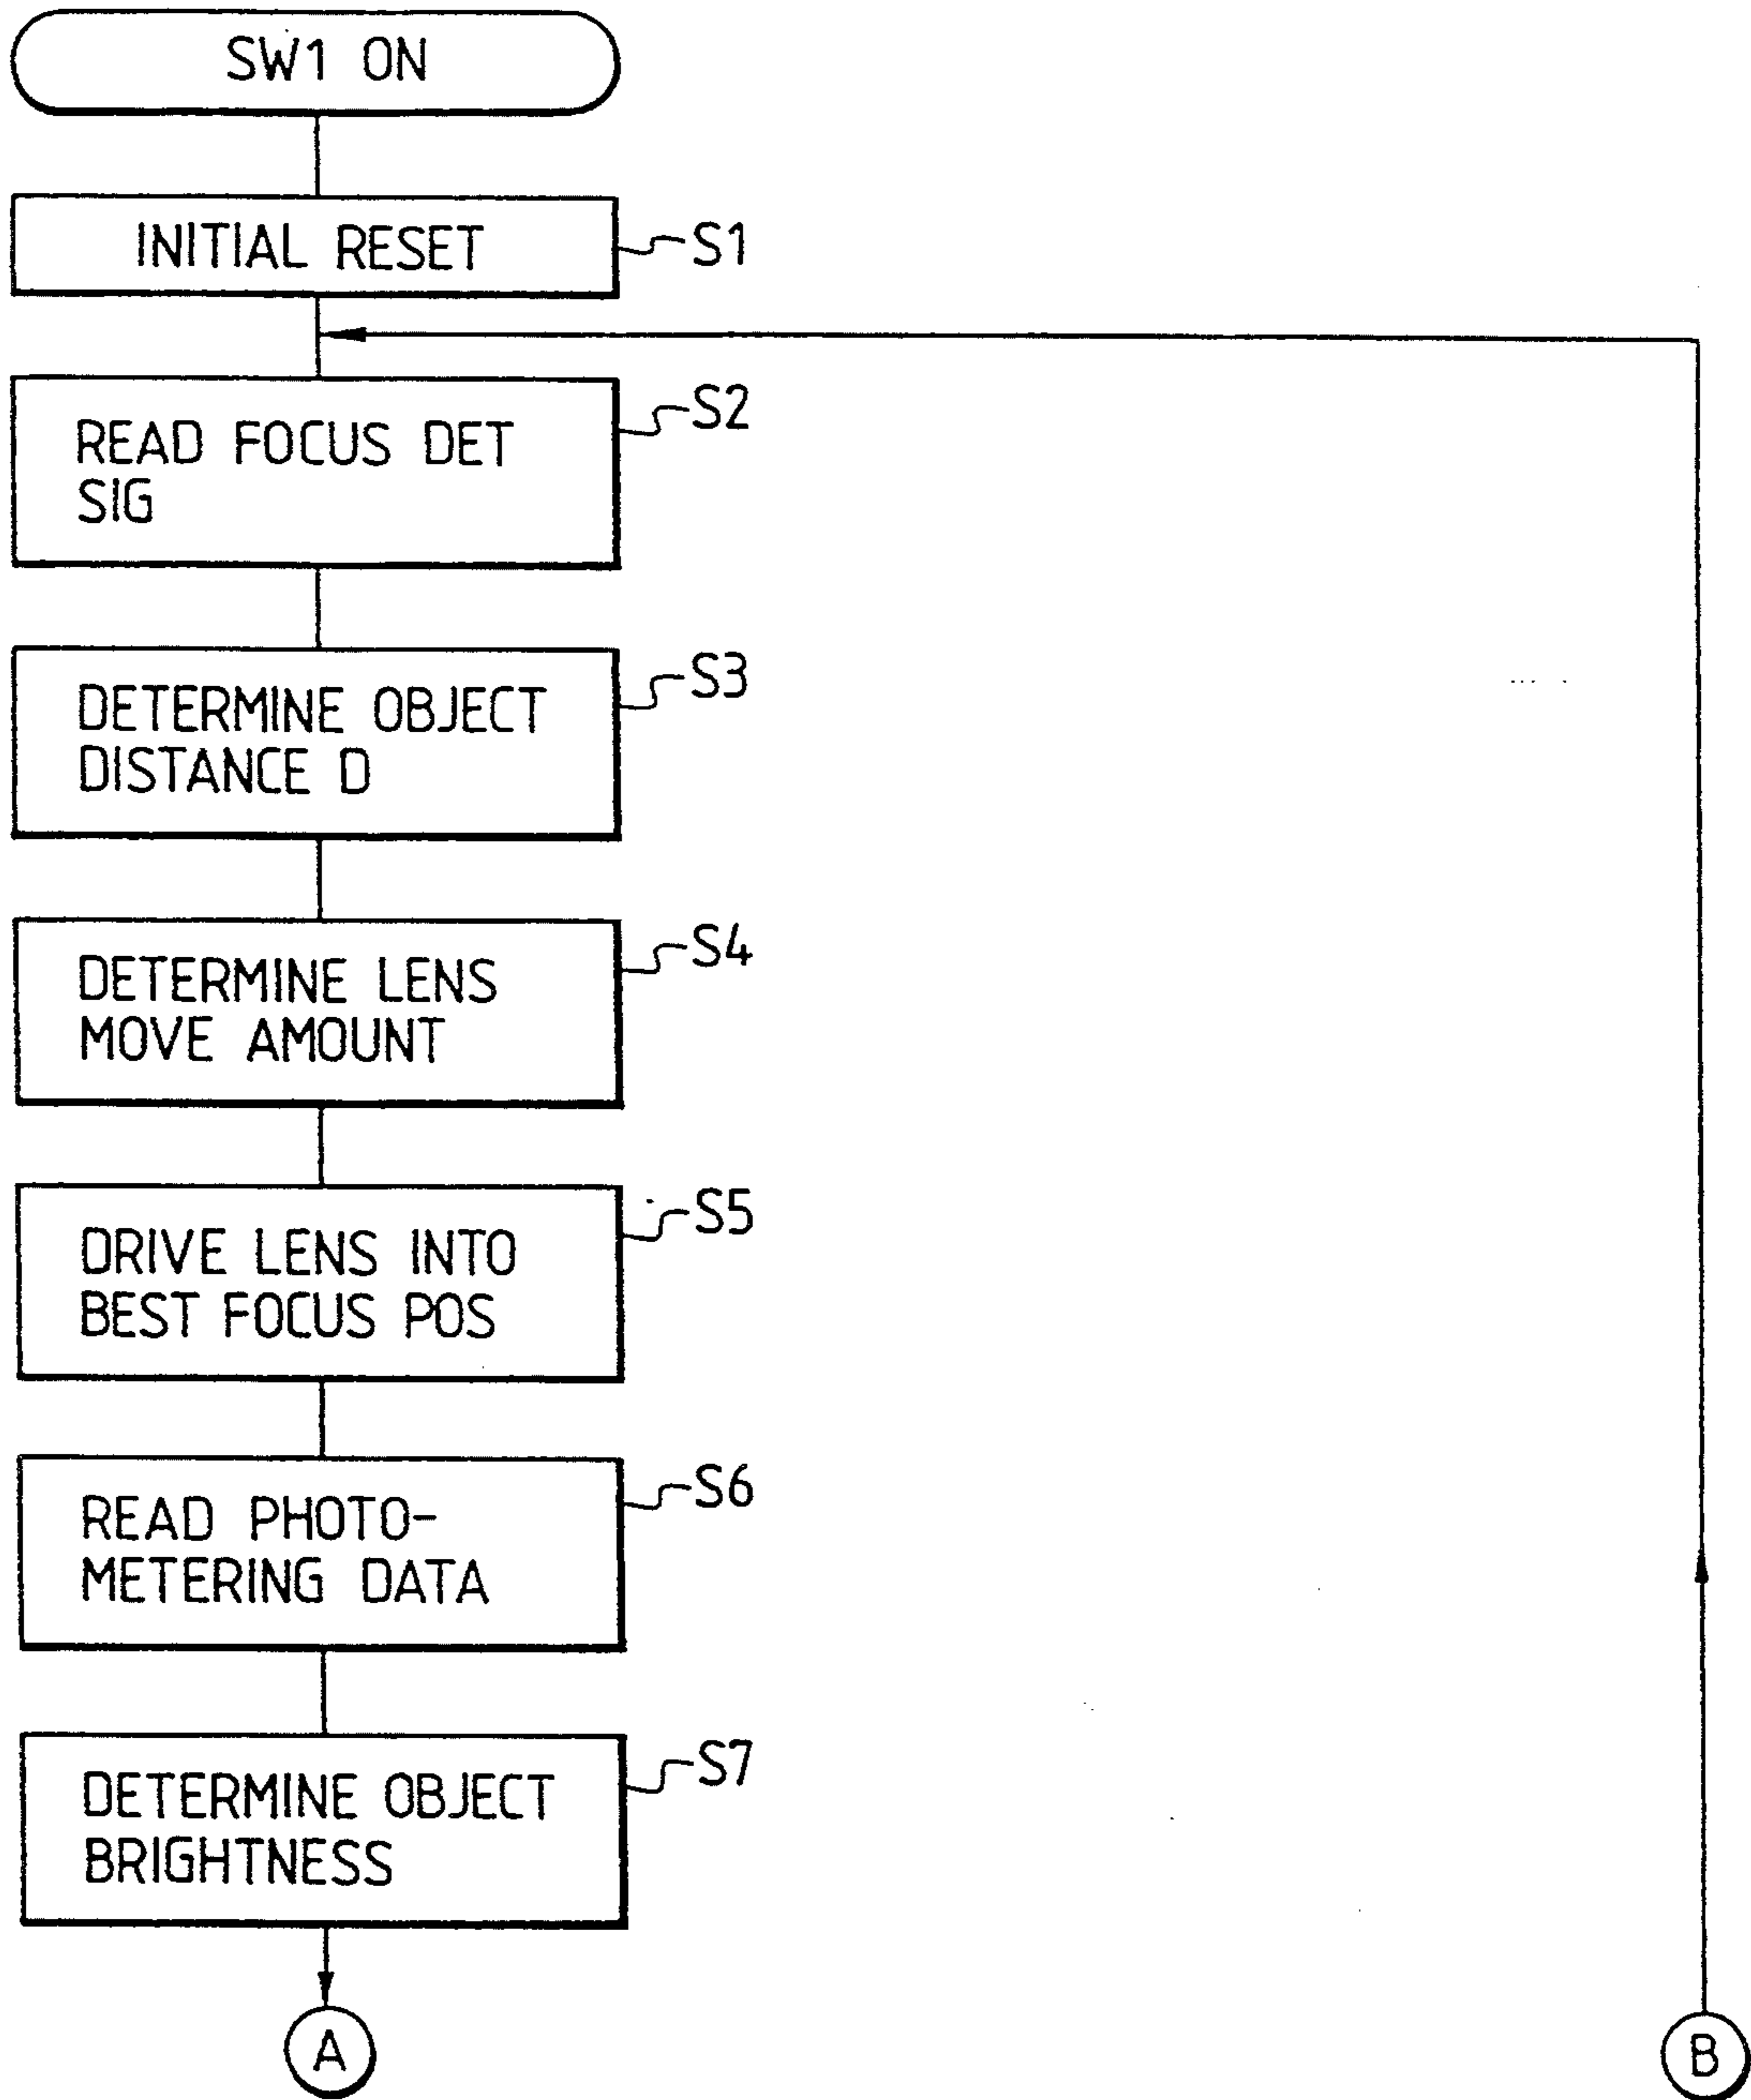 SW1 ON
INITIAL RESET
S1
READ FOCUS DET
SIG
S2
DETERMINE OBJECT
DISTANCE D
S3
DETERMINE LENS
MOVE AMOUNT
S4
DRIVE LENS INTO
BEST FOCUS POS
S5
READ PHOTO-
METERING DATA
S6
DETERMINE OBJECT
BRIGHTNESS
S7
A
B